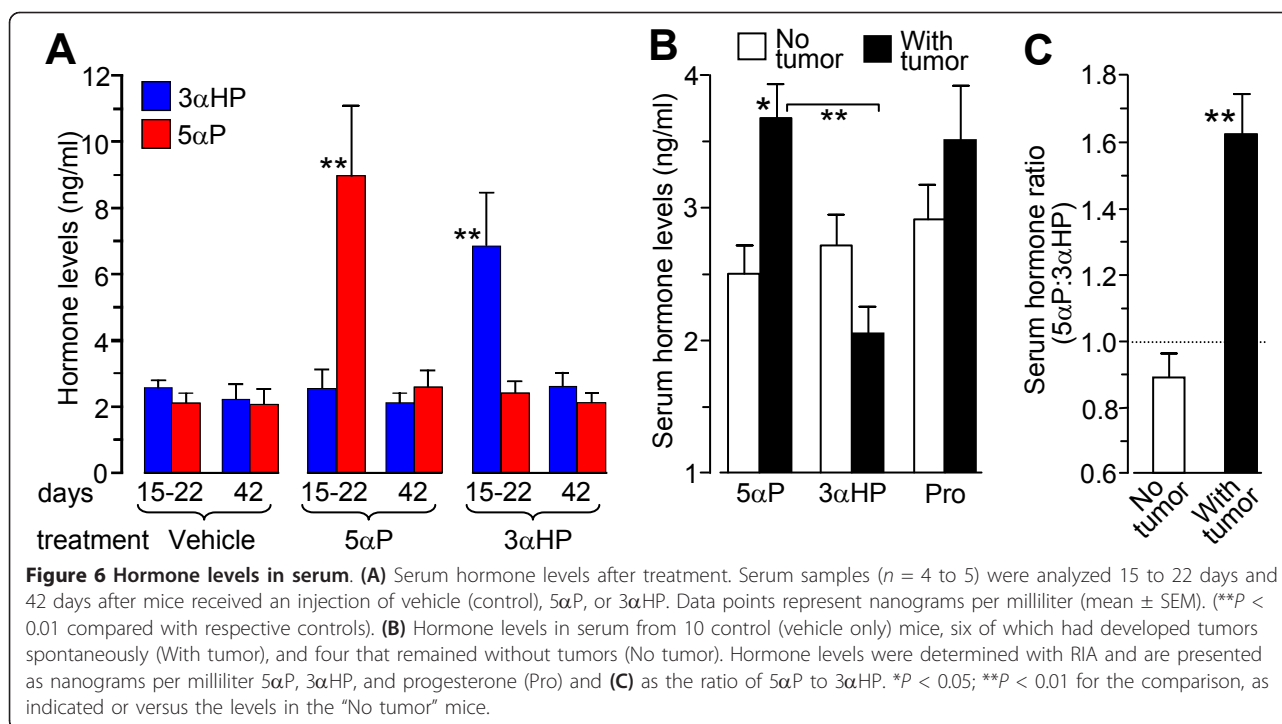 A
12
10
8
6
4
2
0
Hormone levels (ng/ml)
3αHP
5αP
**
**
days 15-22 42 15-22 42 15-22 42
treatment Vehicle 5αP 3αHP
B
No tumor
With tumor
4
3
2
1
Serum hormone levels (ng/ml)
*
**
5αP 3αHP Pro
C
1.8
1.6
1.4
1.2
1.0
0.8
0.6
Serum hormone ratio
(5αP:3αHP)
**
No tumor
With tumor
Figure 6 Hormone levels in serum. (A) Serum hormone levels after treatment. Serum samples (n = 4 to 5) were analyzed 15 to 22 days and
42 days after mice received an injection of vehicle (control), 5αP, or 3αHP. Data points represent nanograms per milliliter (mean ± SEM). (**P <
0.01 compared with respective controls). (B) Hormone levels in serum from 10 control (vehicle only) mice, six of which had developed tumors
spontaneously (With tumor), and four that remained without tumors (No tumor). Hormone levels were determined with RIA and are presented
as nanograms per milliliter 5αP, 3αHP, and progesterone (Pro) and (C) as the ratio of 5αP to 3αHP. *P < 0.05; **P < 0.01 for the comparison, as
indicated or versus the levels in the "No tumor" mice.